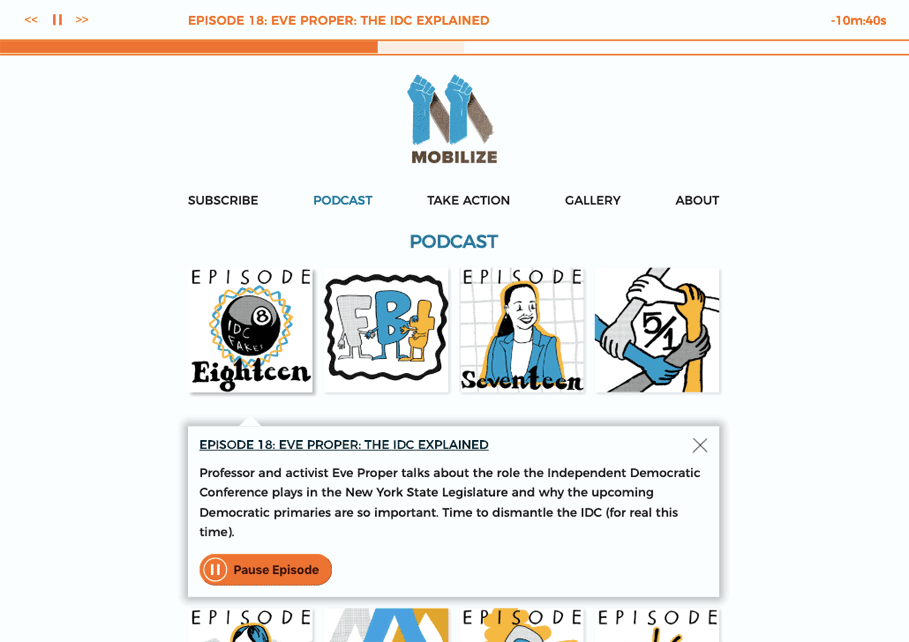 << >> EPISODE 18: EVE PROPER: THE IDC EXPLAINED -10m:40s
MOBILIZE
SUBSCRIBE PODCAST TAKE ACTION GALLERY ABOUT
PODCAST
EPISODE
8
IDC
FAKES
Eighteen
FBt
EPISODE
Seventeen
5/1
EPISODE 18: EVE PROPER: THE IDC EXPLAINED
Professor and activist Eve Proper talks about the role the Independent Democratic
Conference plays in the New York State Legislature and why the upcoming
Democratic primaries are so important. Time to dismantle the IDC (for real this
time).
Pause Episode
EPISODE
EPISODE
EPISODE